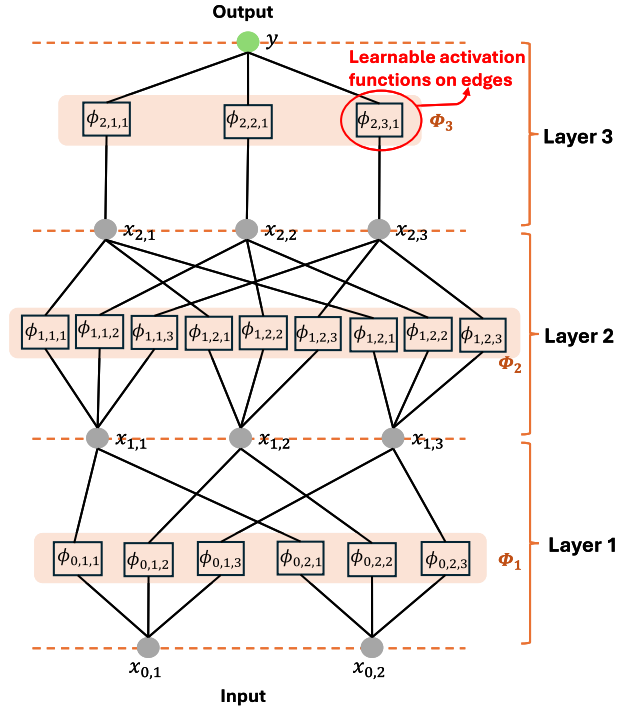 Output
y
Learnable activation
functions on edges
ϕ2,1,1 ϕ2,2,1 ϕ2,3,1 Φ3
Layer 3
x2,1 x2,2 x2,3
ϕ1,1,1 ϕ1,1,2 ϕ1,1,3 ϕ1,2,1 ϕ1,2,2 ϕ1,2,3 ϕ1,2,1 ϕ1,2,2 ϕ1,2,3
Layer 2
Φ2
x1,1 x1,2 x1,3
ϕ0,1,1 ϕ0,1,2 ϕ0,1,3 ϕ0,2,1 ϕ0,2,2 ϕ0,2,3 Φ1
Layer 1
x0,1 x0,2
Input